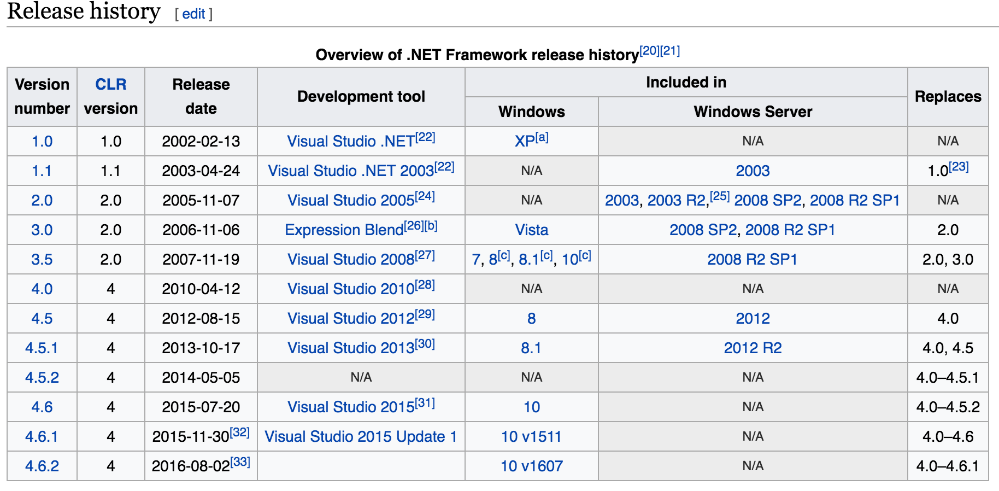 Release history [ edit ]
Overview of .NET Framework release history[20][21]
Version number CLR version Release date Development tool Included in Replaces
Windows Windows Server
1.0 1.0 2002-02-13 Visual Studio .NET[22] XP[a] N/A N/A
1.1 1.1 2003-04-24 Visual Studio .NET 2003[22] N/A 2003 1.0[23]
2.0 2.0 2005-11-07 Visual Studio 2005[24] N/A 2003, 2003 R2,[25] 2008 SP2, 2008 R2 SP1 N/A
3.0 2.0 2006-11-06 Expression Blend[26][b] Vista 2008 SP2, 2008 R2 SP1 2.0
3.5 2.0 2007-11-19 Visual Studio 2008[27] 7, 8[c], 8.1[c], 10[c] 2008 R2 SP1 2.0, 3.0
4.0 4 2010-04-12 Visual Studio 2010[28] N/A N/A N/A
4.5 4 2012-08-15 Visual Studio 2012[29] 8 2012 4.0
4.5.1 4 2013-10-17 Visual Studio 2013[30] 8.1 2012 R2 4.0, 4.5
4.5.2 4 2014-05-05 N/A N/A N/A 4.0–4.5.1
4.6 4 2015-07-20 Visual Studio 2015[31] 10 N/A 4.0–4.5.2
4.6.1 4 2015-11-30[32] Visual Studio 2015 Update 1 10 v1511 N/A 4.0–4.6
4.6.2 4 2016-08-02[33] 10 v1607 N/A 4.0–4.6.1